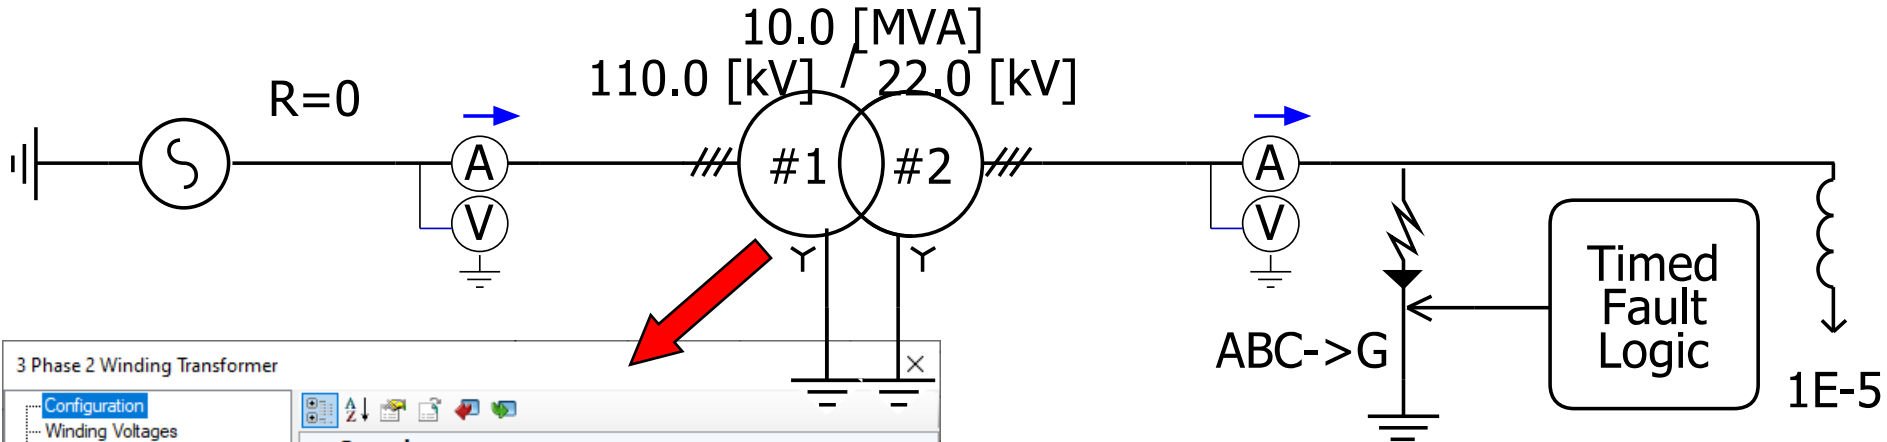 10.0 [MVA]
110.0 [kV] 22.0 [kV]
R=0
A
V
#1 #2
A
V
Timed
Fault
Logic
ABC->G
1E-5
3 Phase 2 Winding Transformer
Configuration
Winding Voltages